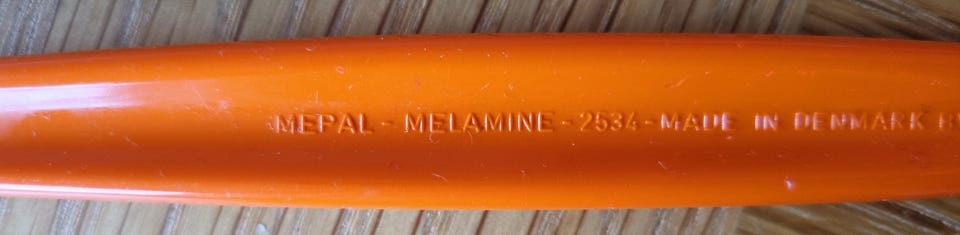 MEPAL - MELAMINE - 2534 - MADE IN DENMARK